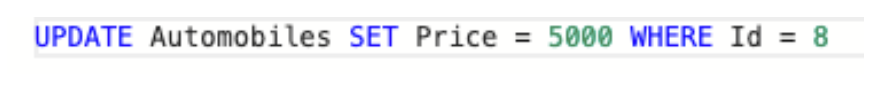 UPDATE Automobiles SET Price = 5000 WHERE Id = 8